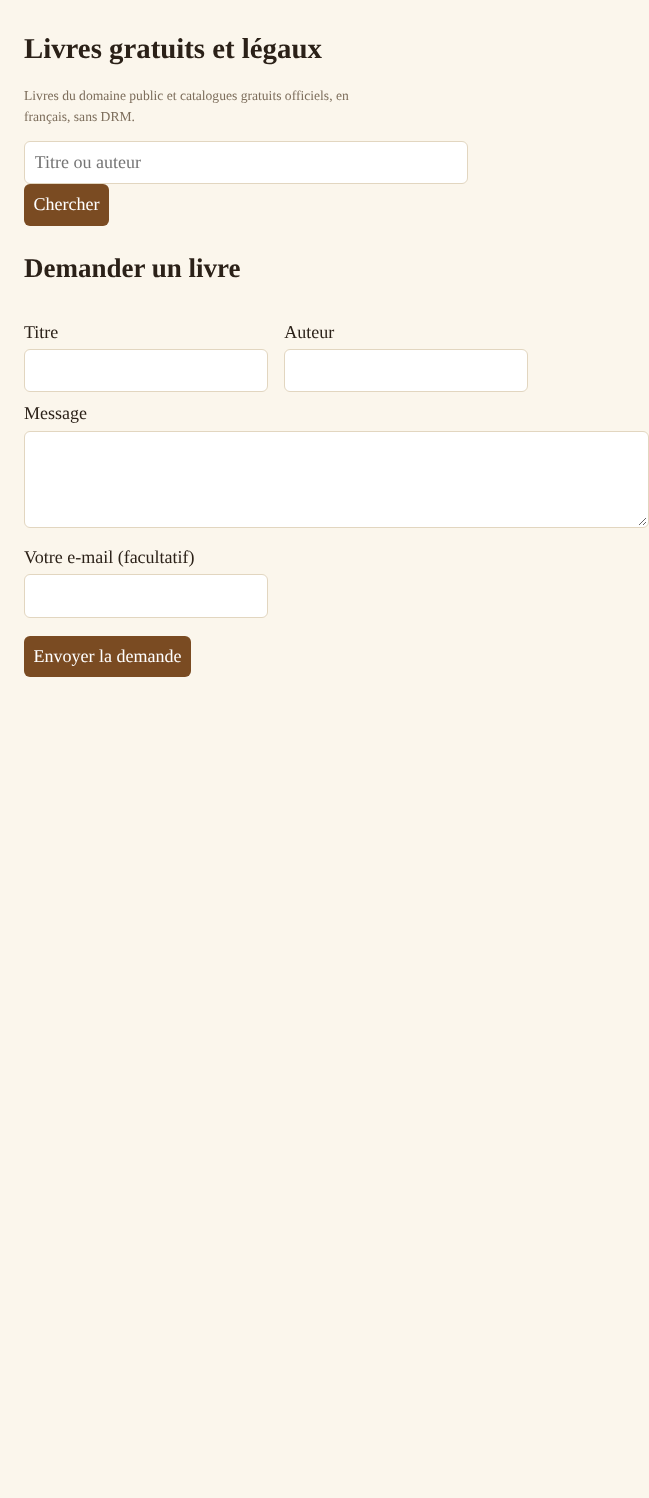 Livres gratuits et légaux
Livres du domaine public et catalogues gratuits officiels, en
français, sans DRM.
Titre ou auteur
Chercher
Demander un livre
Titre
Auteur
Message
Votre e-mail (facultatif)
Envoyer la demande